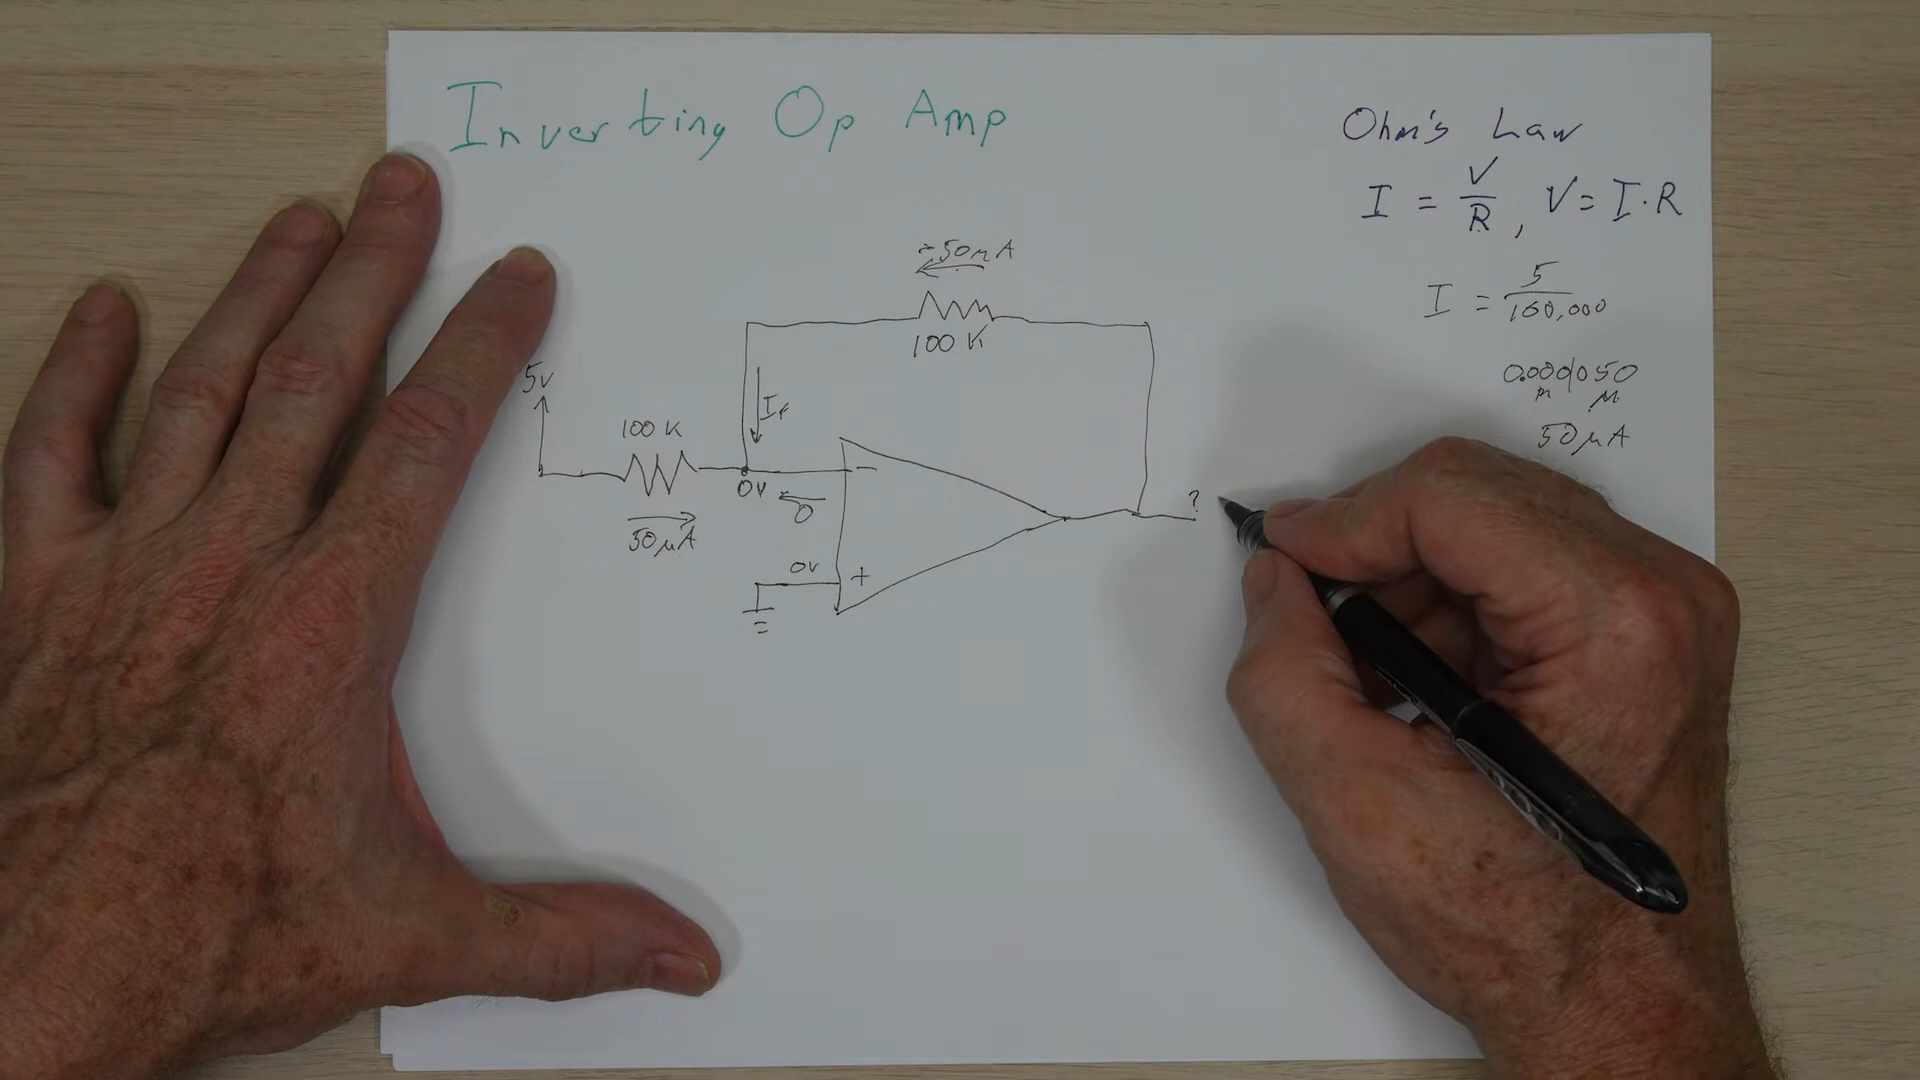 Inverting Op Amp
Ohm's Law
I = V/R, V = I·R
I = 5/100,000
0.000050
m μ
50μA
-50μA
100 K
5v
If
100 K
0v
0
50μA
0v
-
+
?